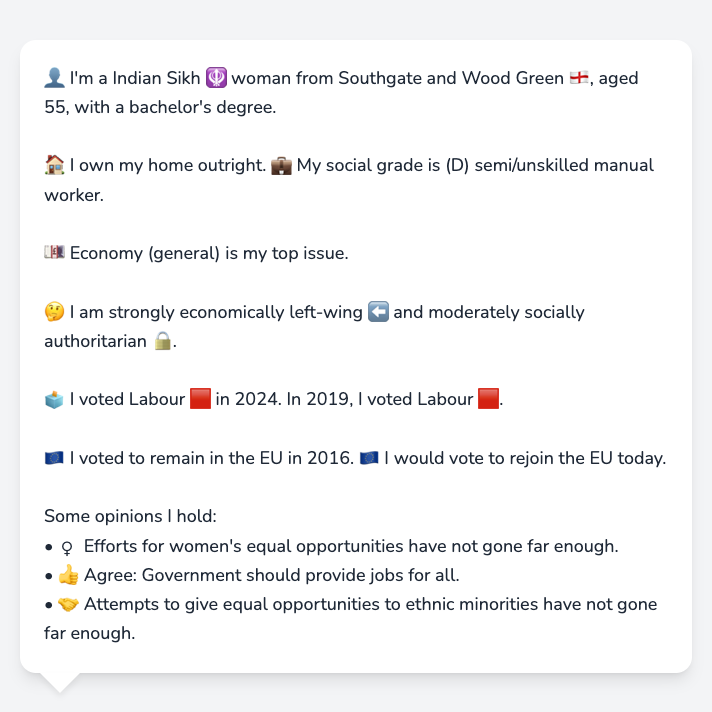 👤 I'm a Indian Sikh 🪯 woman from Southgate and Wood Green 🏴󠁧󠁢󠁥󠁮󠁧󠁿, aged
55, with a bachelor's degree.
🏠 I own my home outright. 💼 My social grade is (D) semi/unskilled manual
worker.
💷 Economy (general) is my top issue.
🤔 I am strongly economically left-wing ⬅️ and moderately socially
authoritarian 🔒.
🗳️ I voted Labour 🟥 in 2024. In 2019, I voted Labour 🟥.
🇪🇺 I voted to remain in the EU in 2016. 🇪🇺 I would vote to rejoin the EU today.
Some opinions I hold:
• ♀ Efforts for women's equal opportunities have not gone far enough.
• 👍 Agree: Government should provide jobs for all.
• 🤝 Attempts to give equal opportunities to ethnic minorities have not gone
far enough.